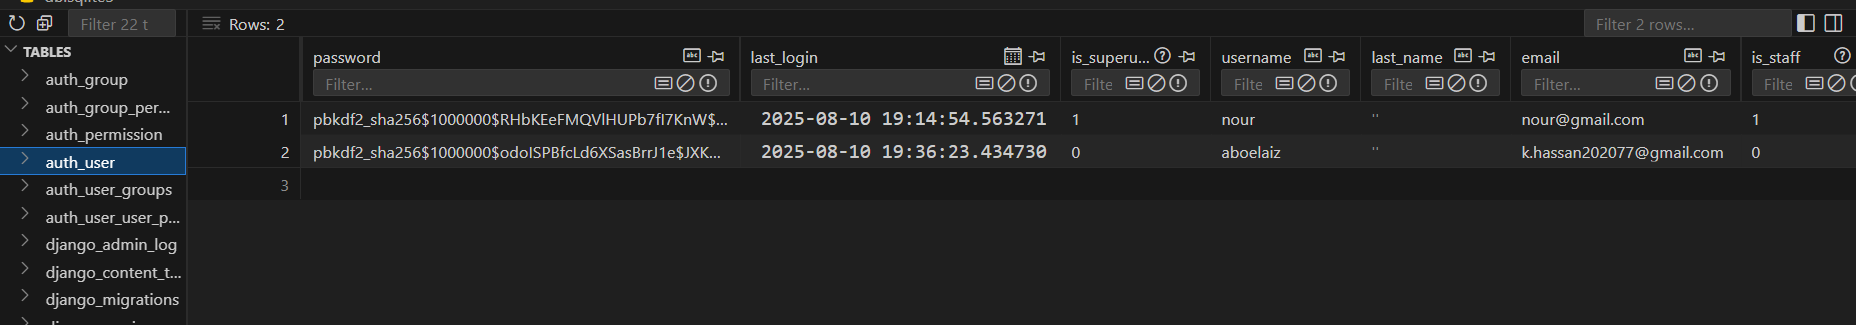 Filter 22 t
Rows: 2
Filter 2 rows...
TABLES
auth_group
auth_group_per...
auth_permission
auth_user
auth_user_groups
auth_user_user_p...
django_admin_log
django_content_t...
django_migrations
password last_login is_superu... username last_name email is_staff
Filter... Filter... Filte Filte Filte Filter... Filte
1 pbkdf2_sha256$1000000$RHbKEeFMQVlHUPb7fI7KnW$... 2025-08-10 19:14:54.563271 1 nour '' nour@gmail.com 1
2 pbkdf2_sha256$1000000$odoISPBfcLd6XSasBrrJ1e$JXK... 2025-08-10 19:36:23.434730 0 aboelaiz '' k.hassan202077@gmail.com 0
3